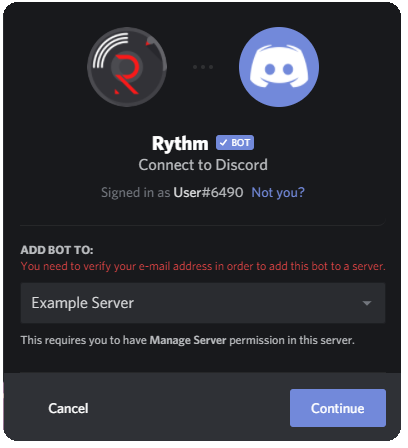 Rythm BOT
Connect to Discord
Signed in as User#6490 Not you?
ADD BOT TO:
You need to verify your e-mail address in order to add this bot to a server.
Example Server
This requires you to have Manage Server permission in this server.
Cancel Continue